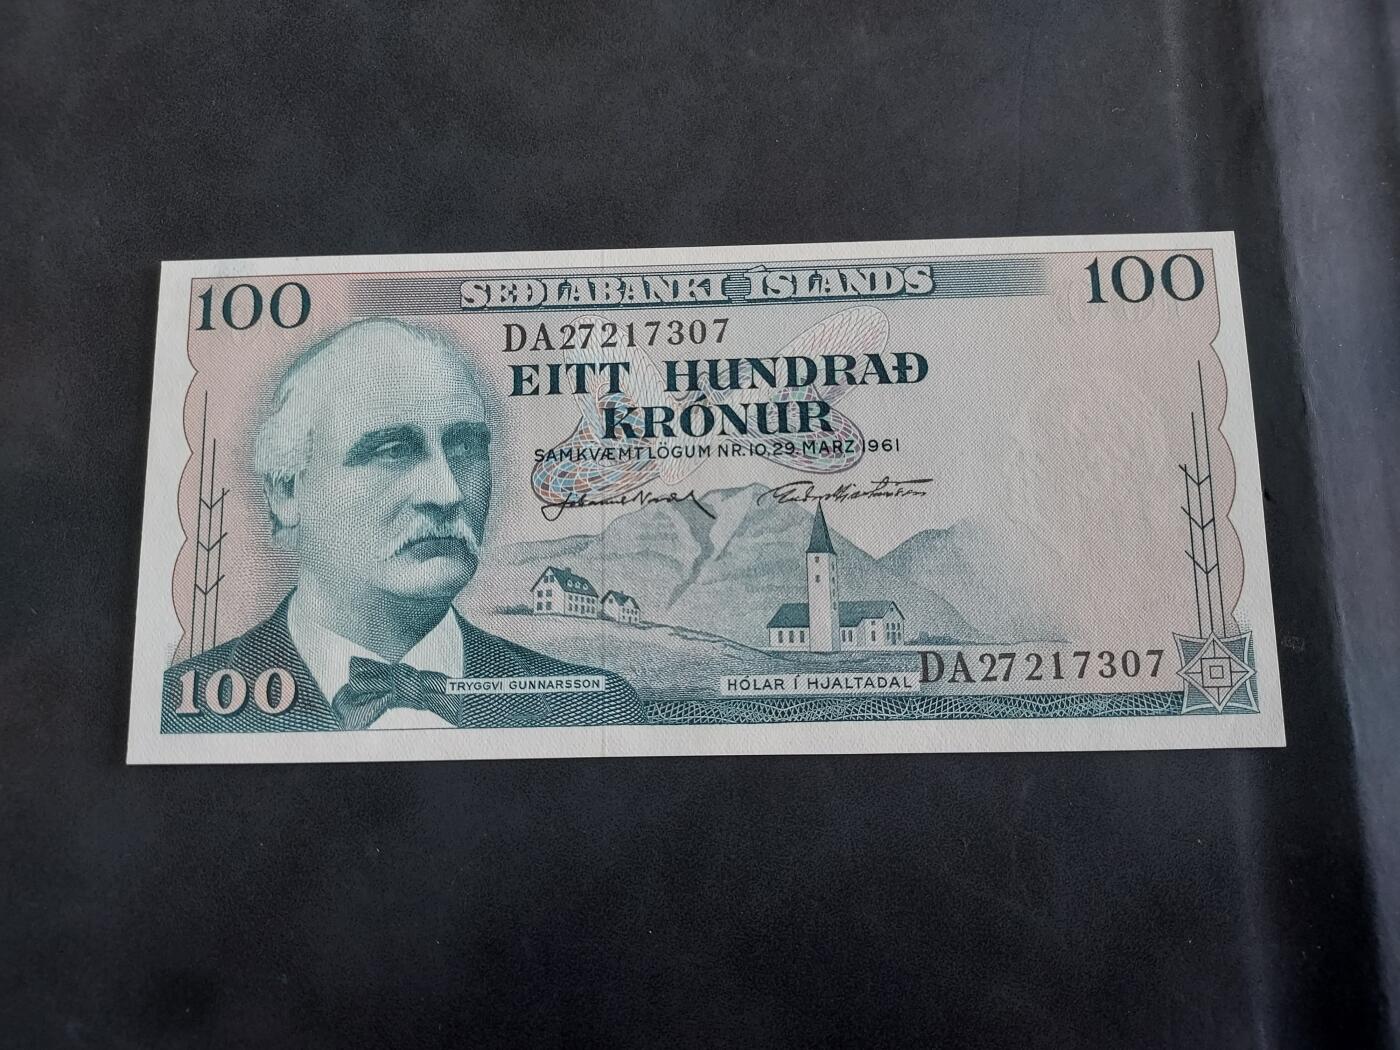 100
SEÐLABANKI ÍSLANDS
100
DA27217307
EITT HUNDRAÐ
KRÓNUR
SAMKVÆMT LÖGUM NR.10,29.MARZ 1961
100
TRYGGVI GUNNARSSON
HÓLAR Í HJALTADAL
DA27217307